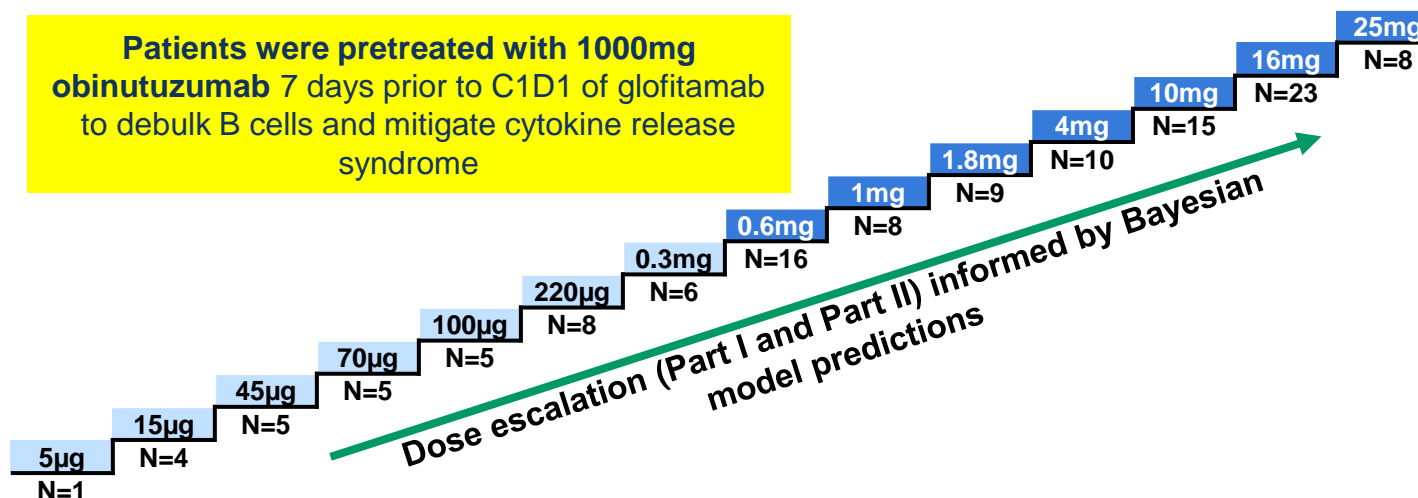 Patients were pretreated with 1000mg
obinutuzumab 7 days prior to C1D1 of glofitamab
to debulk B cells and mitigate cytokine release
syndrome
5µg
N=1
15µg
N=4
45µg
N=5
70µg
N=5
100µg
N=5
220µg
N=8
0.3mg
N=6
0.6mg
N=16
1mg
N=8
1.8mg
N=9
4mg
N=10
10mg
N=15
16mg
N=23
25mg
N=8
Dose escalation (Part I and Part II) informed by Bayesian
model predictions